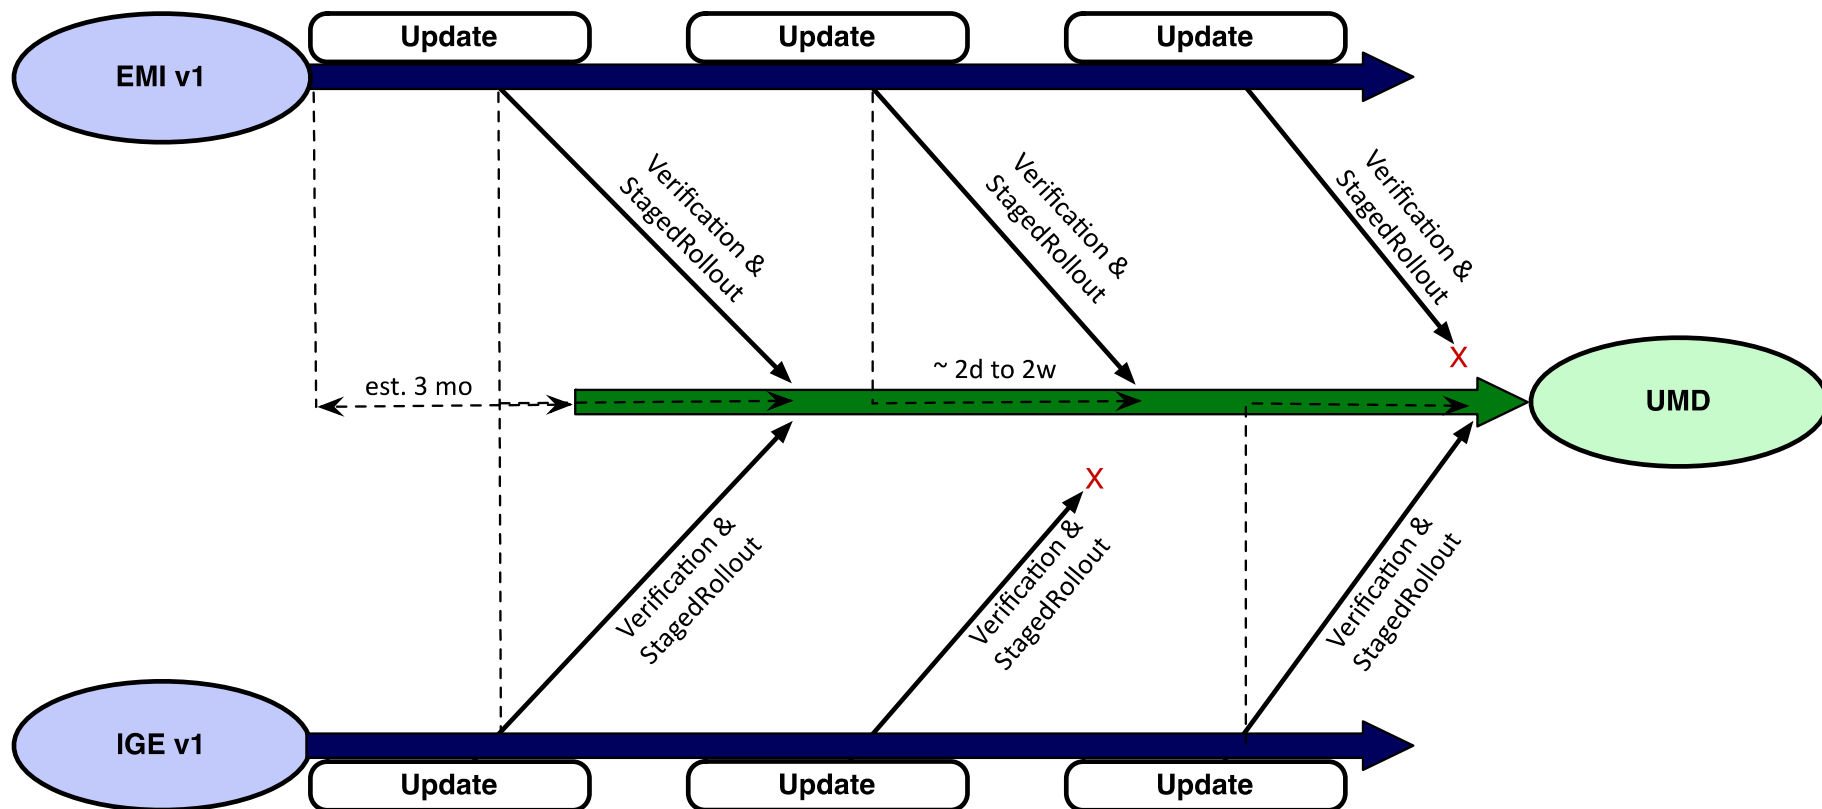 Update
Update
Update
EMI v1
Verification &
StagedRollout
Verification &
StagedRollout
Verification &
StagedRollout
X
~ 2d to 2w
est. 3 mo
UMD
X
Verification &
StagedRollout
Verification &
StagedRollout
Verification &
StagedRollout
IGE v1
Update
Update
Update